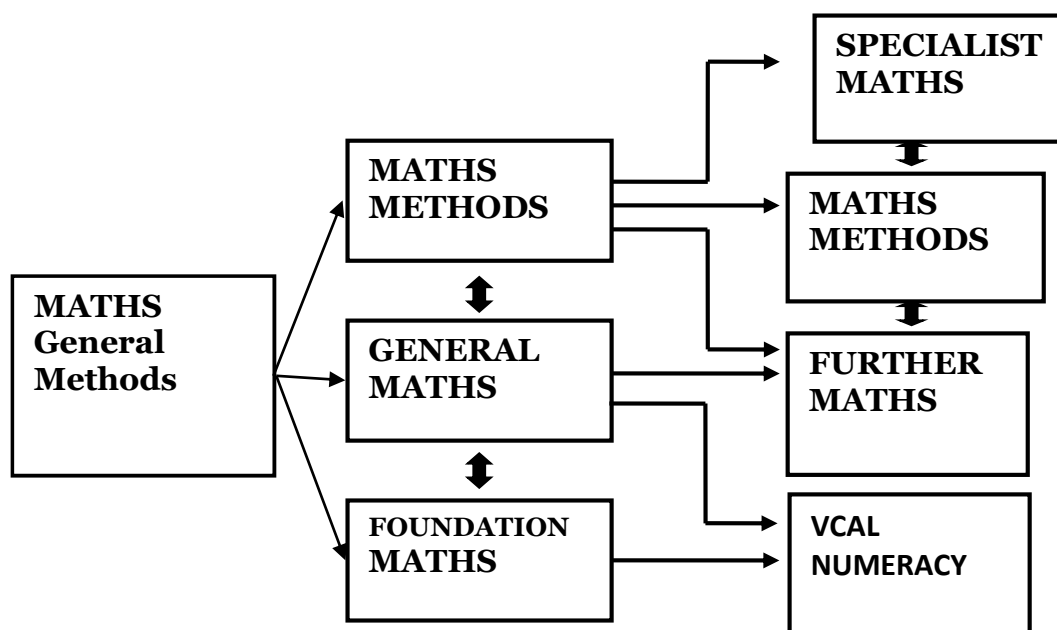 MATHS
General
Methods
MATHS
METHODS
GENERAL
MATHS
FOUNDATION
MATHS
SPECIALIST
MATHS
MATHS
METHODS
FURTHER
MATHS
VCAL
NUMERACY